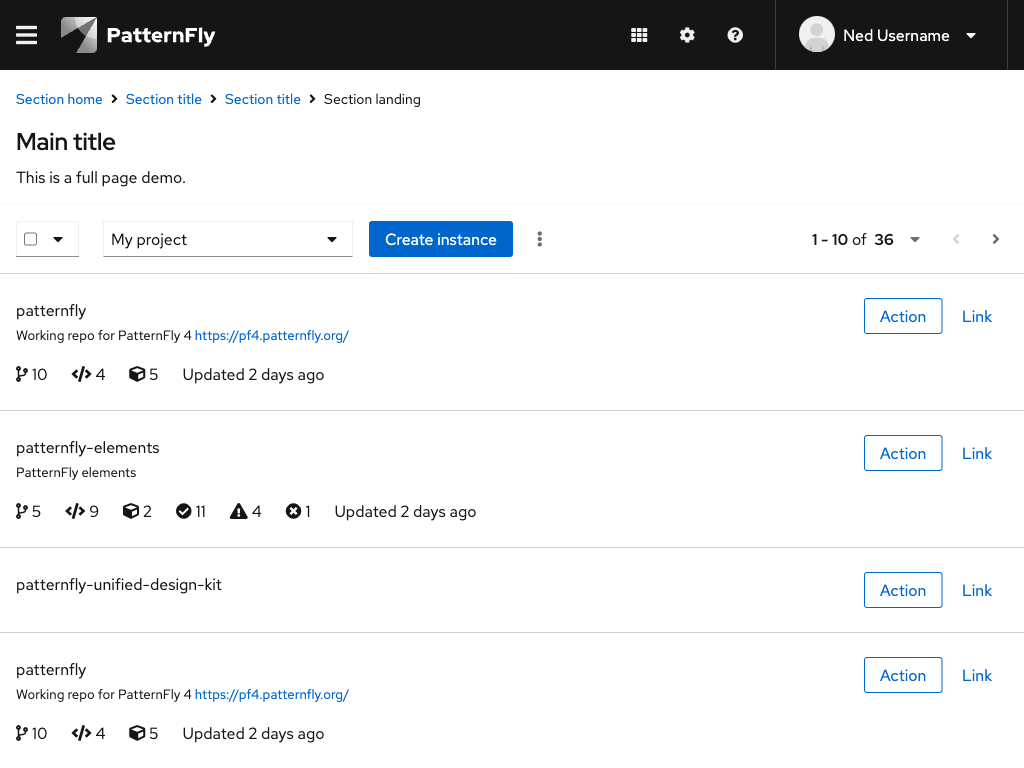 PatternFly
Ned Username
Section home Section title Section title Section landing
Main title
This is a full page demo.
My project Create instance 1 - 10 of 36
patternfly
Action Link
Working repo for PatternFly 4 https://pf4.patternfly.org/
10 4 5 Updated 2 days ago
patternfly-elements
Action Link
PatternFly elements
5 9 2 11 4 1 Updated 2 days ago
patternfly-unified-design-kit
Action Link
patternfly
Action Link
Working repo for PatternFly 4 https://pf4.patternfly.org/
10 4 5 Updated 2 days ago